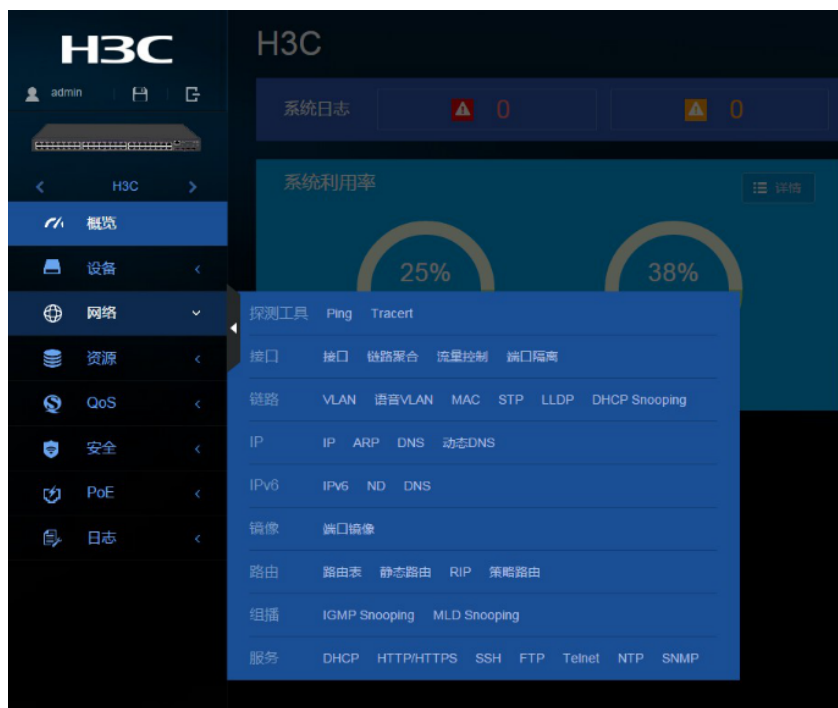 H3C
admin
H3C
概览
设备
网络
资源
QoS
安全
PoE
日志
H3C
系统日志 0 0
系统利用率 详情
25% 38%
探测工具 Ping Tracert
接口 接口 链路聚合 流量控制 端口隔离
链路 VLAN 语音VLAN MAC STP LLDP DHCP Snooping
IP IP ARP DNS 动态DNS
IPv6 IPv6 ND DNS
镜像 端口镜像
路由 路由表 静态路由 RIP 策略路由
组播 IGMP Snooping MLD Snooping
服务 DHCP HTTP/HTTPS SSH FTP Telnet NTP SNMP